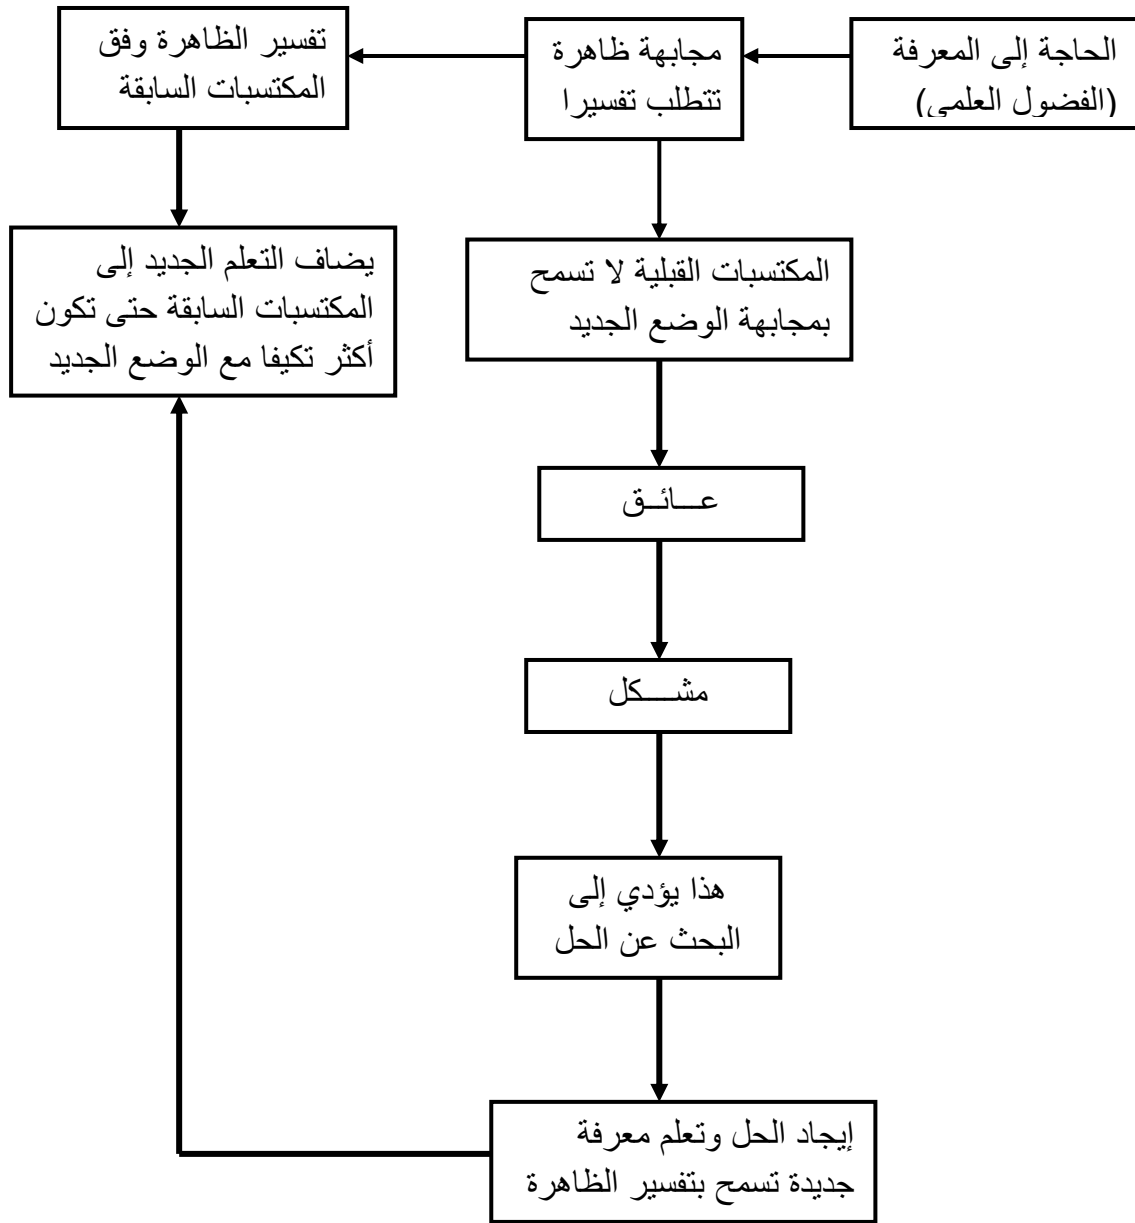 الحاجة إلى المعرفة
(الفضول العلمي)
مجابهة ظاهرة
تتطلب تفسيرا
تفسير الظاهرة وفق
المكتسبات السابقة
يضاف التعلم الجديد إلى
المكتسبات السابقة حتى تكون
أكثر تكيفا مع الوضع الجديد
المكتسبات القبلية لا تسمح
بمجابهة الوضع الجديد
عـــائــق
مشــــكل
هذا يؤدي إلى
البحث عن الحل
إيجاد الحل وتعلم معرفة
جديدة تسمح بتفسير الظاهرة